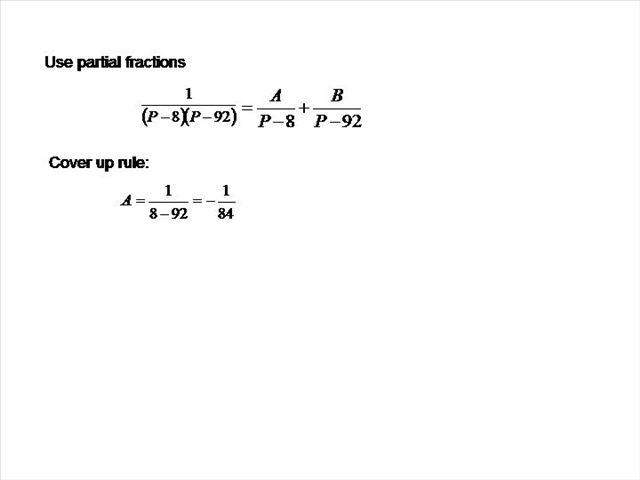 Use partial fractions
1/((P−8)(P−92)) = A/(P−8) + B/(P−92)
Cover up rule:
A = 1/(8−92) = −1/84